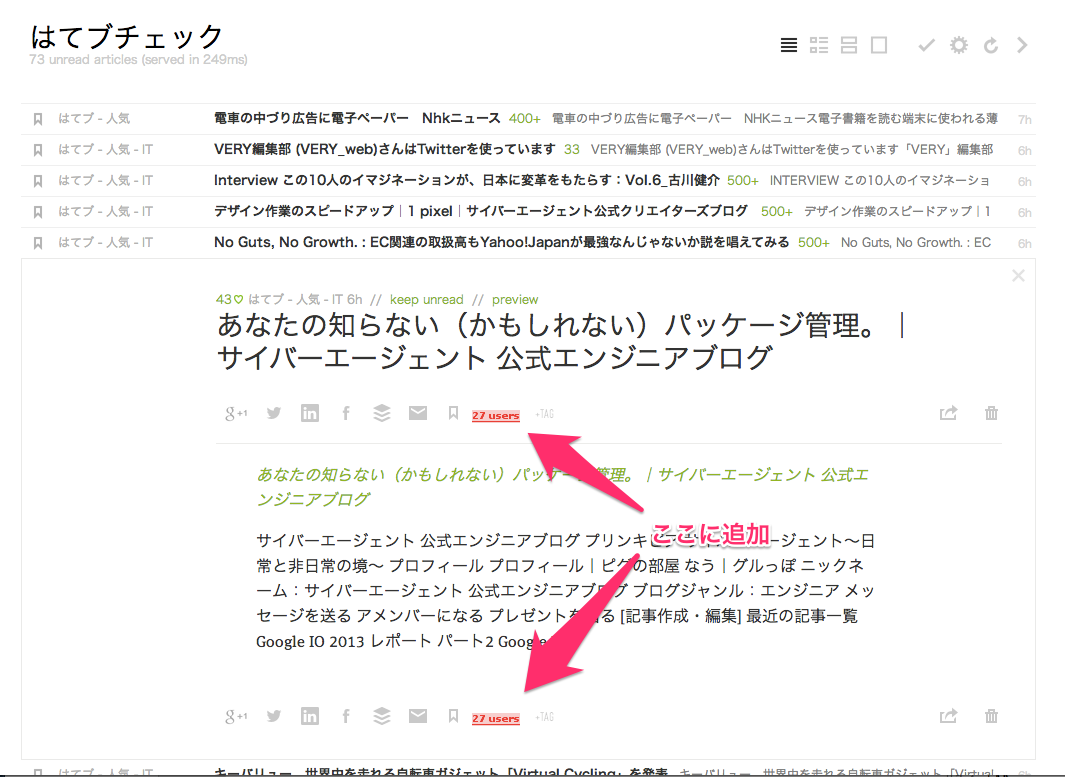 はてブチェック
73 unread articles (served in 249ms)
はてブ - 人気 電車の中づり広告に電子ペーパー　Nhkニュース 400+ 電車の中づり広告に電子ペーパー　NHKニュース電子書籍を読む端末に使われる薄 7h
はてブ - 人気 - IT VERY編集部 (VERY_web)さんはTwitterを使っています 33 VERY編集部 (VERY_web)さんはTwitterを使っています「VERY」編集部 6h
はてブ - 人気 - IT Interview この10人のイマジネーションが、日本に変革をもたらす：Vol.6_古川健介 500+ INTERVIEW この10人のイマジネーショ 6h
はてブ - 人気 - IT デザイン作業のスピードアップ｜1 pixel｜サイバーエージェント公式クリエイターズブログ 500+ デザイン作業のスピードアップ｜1 6h
はてブ - 人気 - IT No Guts, No Growth. : EC関連の取扱高もYahoo!Japanが最強なんじゃないか説を唱えてみる 500+ No Guts, No Growth. : EC 6h
43♡ はてブ - 人気 - IT 6h // keep unread // preview
あなたの知らない（かもしれない）パッケージ管理。｜
サイバーエージェント 公式エンジニアブログ
g+1 in f 27 users +TAG
あなたの知らない（かもしれない）パッケージ管理。｜サイバーエージェント 公式エ
ンジニアブログ
ここに追加
サイバーエージェント 公式エンジニアブログ プリンキピア ージェント〜日
常と非日常の境〜 プロフィール プロフィール｜ピグの部屋 なう｜グルっぽ ニックネ
ーム：サイバーエージェント 公式エンジニアブログ ブログジャンル：エンジニア メッ
セージを送る アメンバーになる プレゼントを贈る [記事作成・編集] 最近の記事一覧
Google IO 2013 レポート パート2 Google
g+1 in f 27 users +TAG
はてブ - 人気 - IT キーバリュー、世界中を走れる自転車ガジェット「Virtual Cycling」を発表 キーバリュー、世界中を走れる自転車ガジェット「Virtual 6h